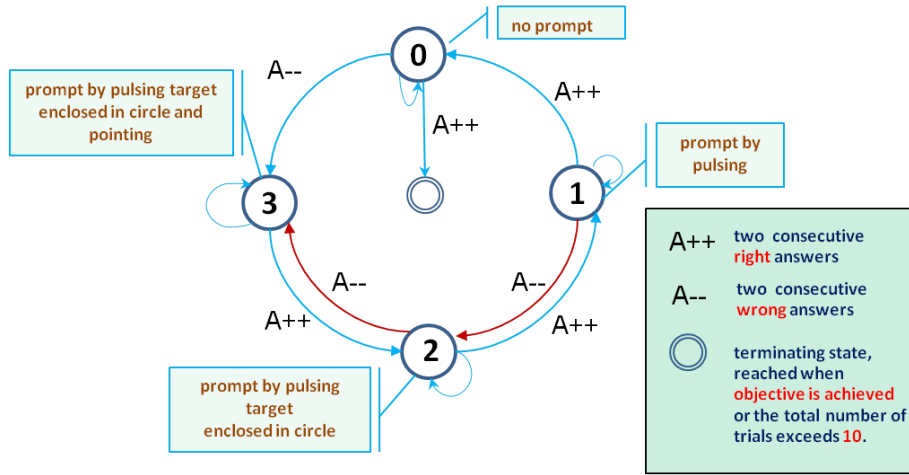 no prompt
0
A--
A++
A++
prompt by pulsing target
enclosed in circle and
pointing
prompt by
pulsing
3
1
A--
A--
A++
A++
2
prompt by pulsing
target
enclosed in circle
A++ two consecutive
right answers
A-- two consecutive
wrong answers
terminating state,
reached when
objective is achieved
or the total number of
trials exceeds 10.